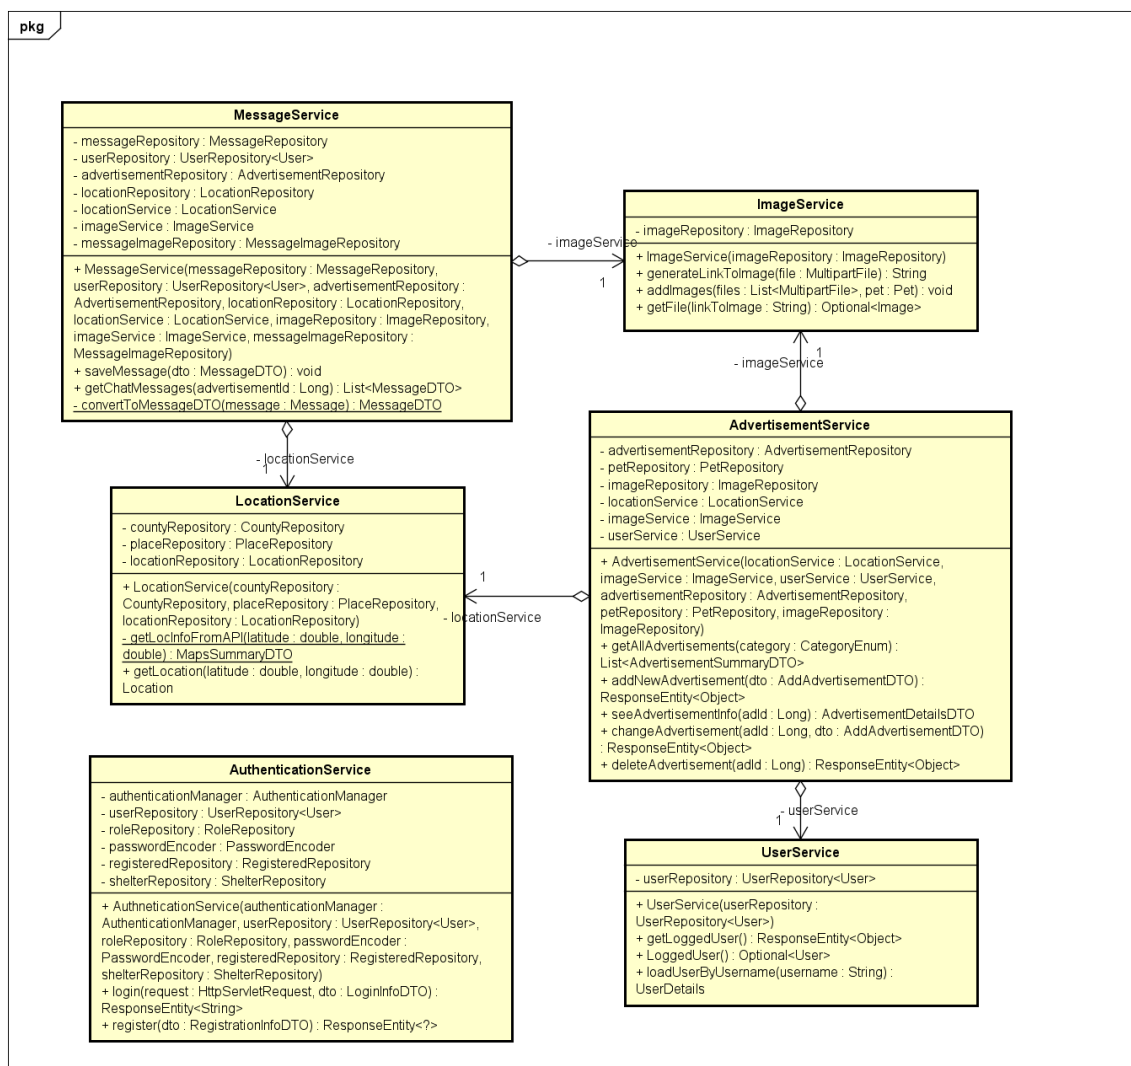 pkg
MessageService
- messageRepository : MessageRepository
- userRepository : UserRepository<User>
- advertisementRepository : AdvertisementRepository
- locationRepository : LocationRepository
- locationService : LocationService
- imageService : ImageService
- messageImageRepository : MessageImageRepository
+ MessageService(messageRepository : MessageRepository,
userRepository : UserRepository<User>, advertisementRepository :
AdvertisementRepository, locationRepository : LocationRepository,
locationService : LocationService, imageRepository : ImageRepository,
imageService : ImageService, messageImageRepository :
MessageImageRepository)
+ saveMessage(dto : MessageDTO) : void
+ getChatMessages(advertisementId : Long) : List<MessageDTO>
- convertToMessageDTO(message : Message) : MessageDTO
- imageService
1
ImageService
- imageRepository : ImageRepository
+ ImageService(imageRepository : ImageRepository)
+ generateLinkToImage(file : MultipartFile) : String
+ addImages(files : List<MultipartFile>, pet : Pet) : void
+ getFile(linkToImage : String) : Optional<Image>
1
- imageService
- locationService
1
LocationService
- countyRepository : CountyRepository
- placeRepository : PlaceRepository
- locationRepository : LocationRepository
+ LocationService(countyRepository :
CountyRepository, placeRepository : PlaceRepository,
locationRepository : LocationRepository)
- getLocInfoFromAPI(latitude : double, longitude :
double) : MapsSummaryDTO
+ getLocation(latitude : double, longitude : double) :
Location
1
- locationService
AdvertisementService
- advertisementRepository : AdvertisementRepository
- petRepository : PetRepository
- imageRepository : ImageRepository
- locationService : LocationService
- imageService : ImageService
- userService : UserService
+ AdvertisementService(locationService : LocationService,
imageService : ImageService, userService : UserService,
advertisementRepository : AdvertisementRepository,
petRepository : PetRepository, imageRepository :
ImageRepository)
+ getAllAdvertisements(category : CategoryEnum) :
List<AdvertisementSummaryDTO>
+ addNewAdvertisement(dto : AddAdvertisementDTO) :
ResponseEntity<Object>
+ seeAdvertisementInfo(adId : Long) : AdvertisementDetailsDTO
+ changeAdvertisement(adId : Long, dto : AddAdvertisementDTO)
: ResponseEntity<Object>
+ deleteAdvertisement(adId : Long) : ResponseEntity<Object>
- userService
1
AuthenticationService
- authenticationManager : AuthenticationManager
- userRepository : UserRepository<User>
- roleRepository : RoleRepository
- passwordEncoder : PasswordEncoder
- registeredRepository : RegisteredRepository
- shelterRepository : ShelterRepository
+ AuthneticationService(authenticationManager :
AuthenticationManager, userRepository : UserRepository<User>,
roleRepository : RoleRepository, passwordEncoder :
PasswordEncoder, registeredRepository : RegisteredRepository,
shelterRepository : ShelterRepository)
+ login(request : HttpServletRequest, dto : LoginInfoDTO) :
ResponseEntity<String>
+ register(dto : RegistrationInfoDTO) : ResponseEntity<?>
UserService
- userRepository : UserRepository<User>
+ UserService(userRepository :
UserRepository<User>)
+ getLoggedUser() : ResponseEntity<Object>
+ LoggedUser() : Optional<User>
+ loadUserByUsername(username : String) :
UserDetails